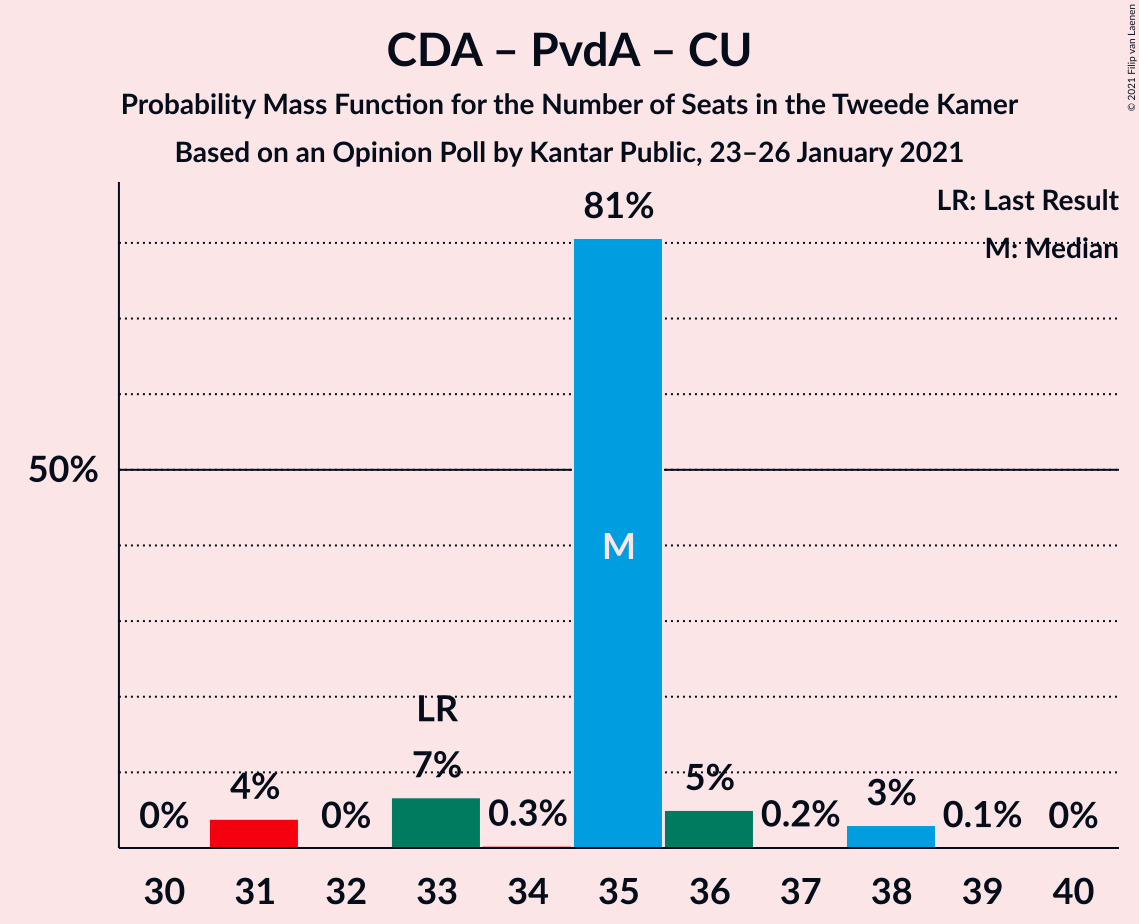 CDA – PvdA – CU
Probability Mass Function for the Number of Seats in the Tweede Kamer
Based on an Opinion Poll by Kantar Public, 23–26 January 2021
© 2021 Filip van Laenen
LR: Last Result
M: Median
81%
50%
M
LR
0%
4%
0%
7%
0.3%
5%
0.2%
3%
0.1%
0%
30 31 32 33 34 35 36 37 38 39 40